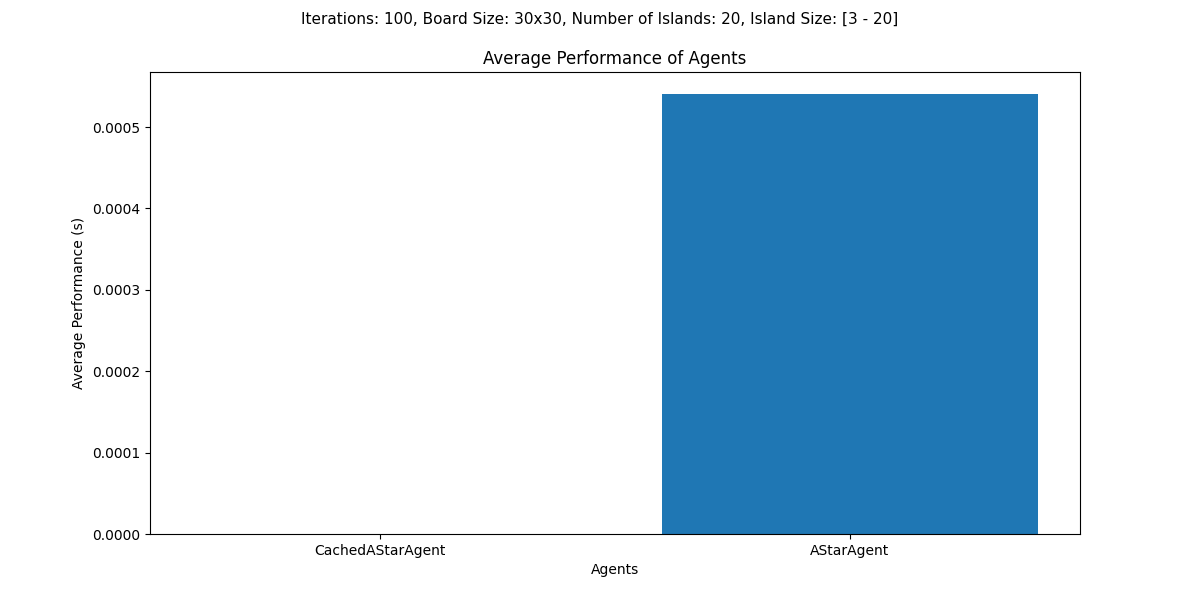 Iterations: 100, Board Size: 30x30, Number of Islands: 20, Island Size: [3 - 20]
Average Performance of Agents
Average Performance (s)
0.0005
0.0004
0.0003
0.0002
0.0001
0.0000
CachedAStarAgent
AStarAgent
Agents